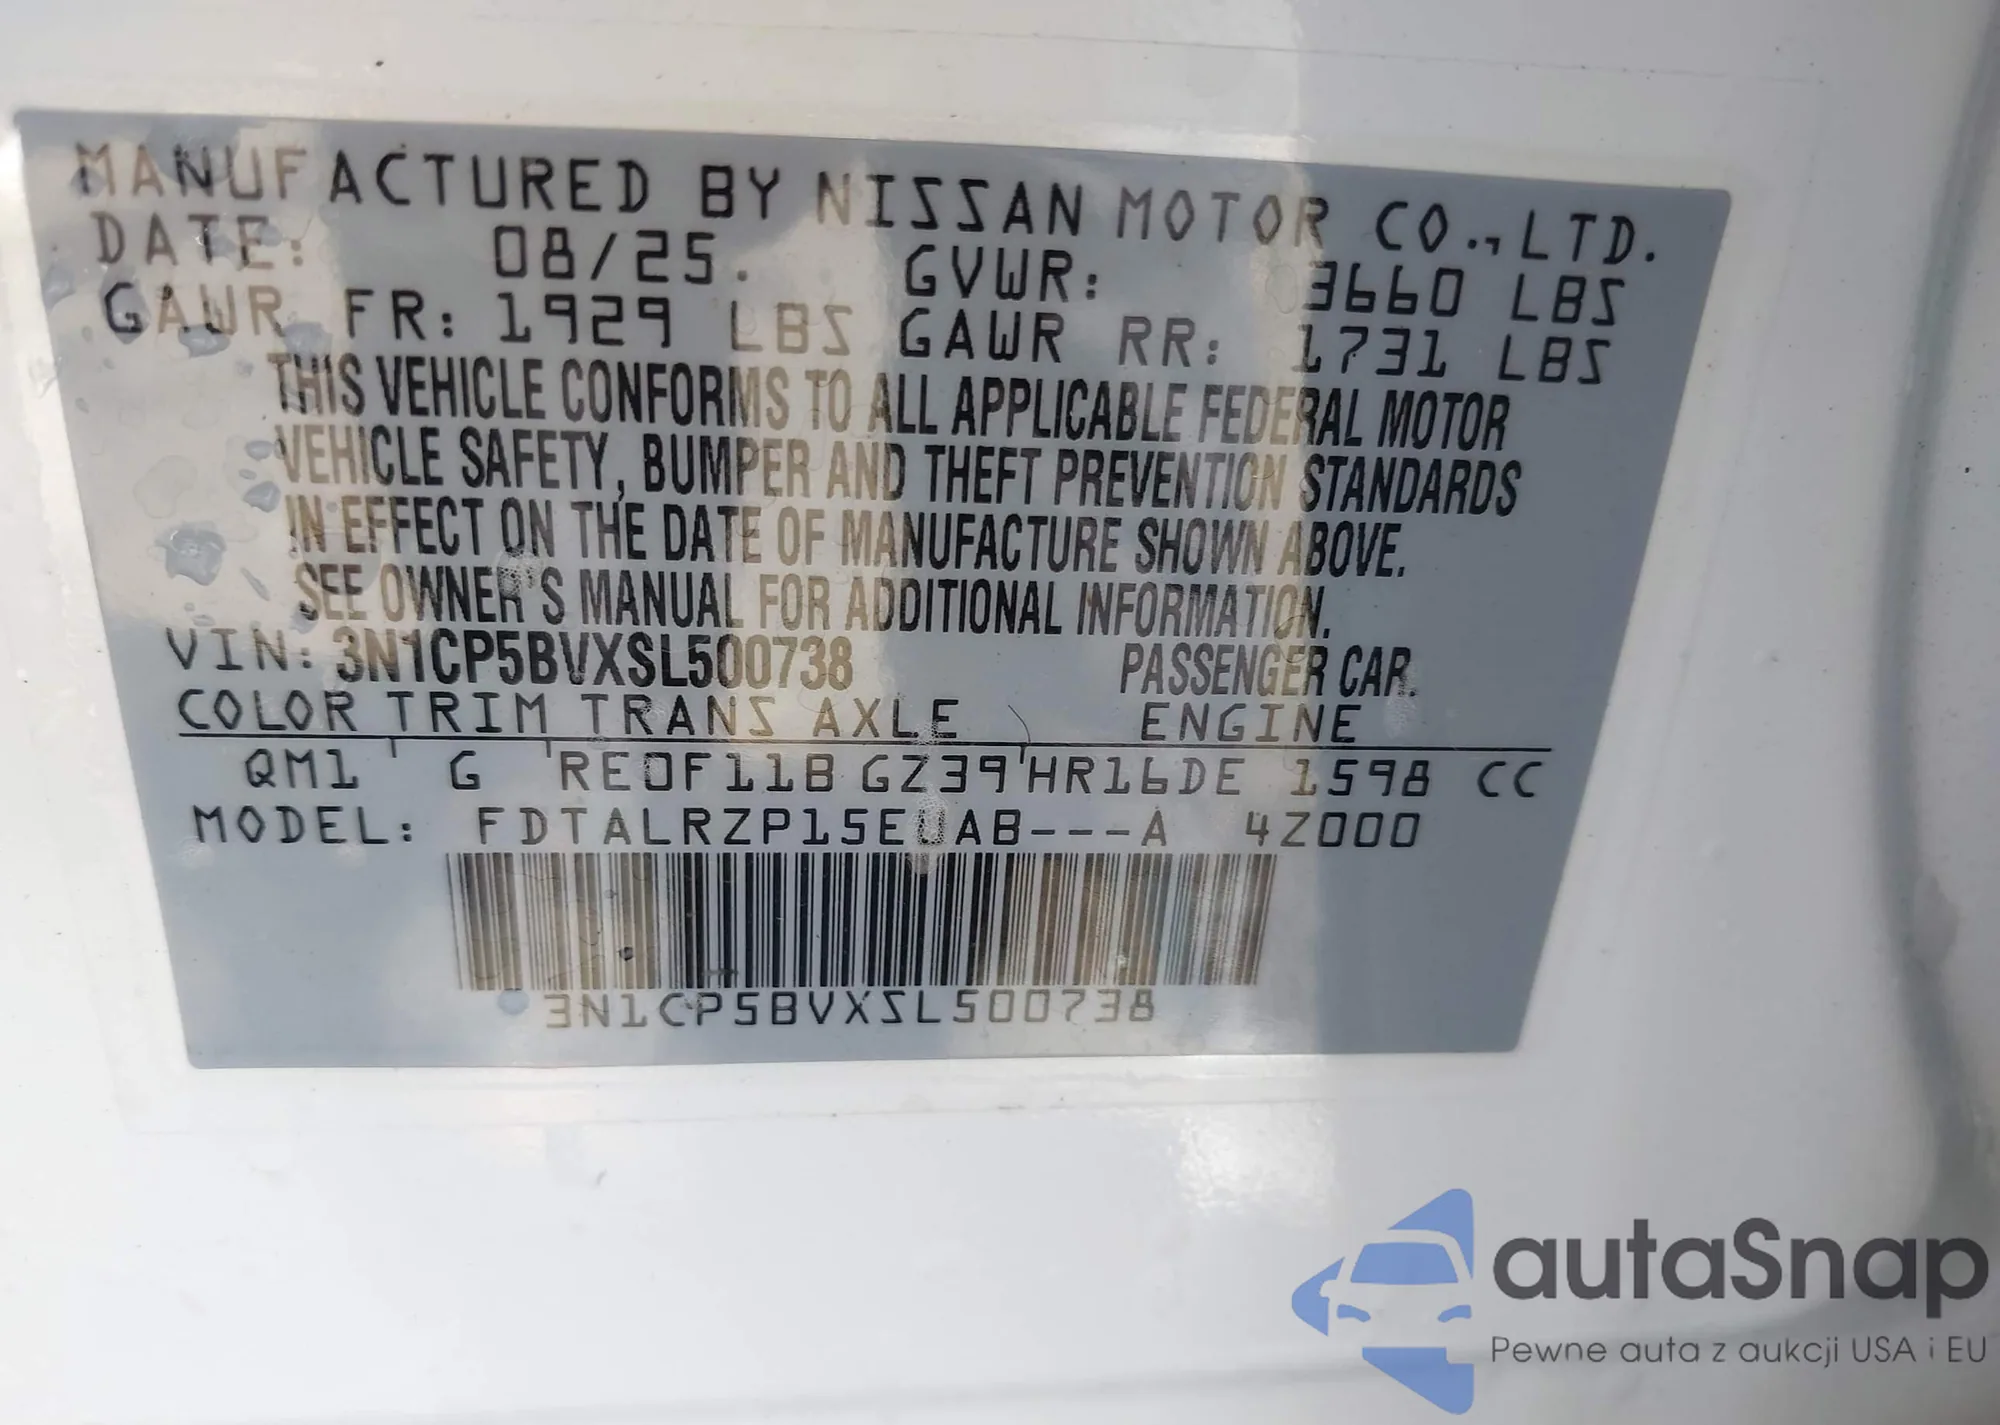 MANUFACTURED BY NISSAN MOTOR CO.,LTD.
DATE: 08/25. GVWR: 3660 LBS
GAWR FR: 1929 LBS GAWR RR: 1731 LBS
THIS VEHICLE CONFORMS TO ALL APPLICABLE FEDERAL MOTOR
VEHICLE SAFETY, BUMPER AND THEFT PREVENTION STANDARDS
IN EFFECT ON THE DATE OF MANUFACTURE SHOWN ABOVE.
SEE OWNER'S MANUAL FOR ADDITIONAL INFORMATION.
VIN: 3N1CP5BVXSL500738 PASSENGER CAR.
COLOR TRIM TRANS AXLE ENGINE
QM1 G RE0F11B GZ39 HR16DE 1598 CC
MODEL: FDTALRZP15EUAB---A 4Z000
3N1CP5BVXSL500738
autaSnap
Pewne auta z aukcji USA i EU